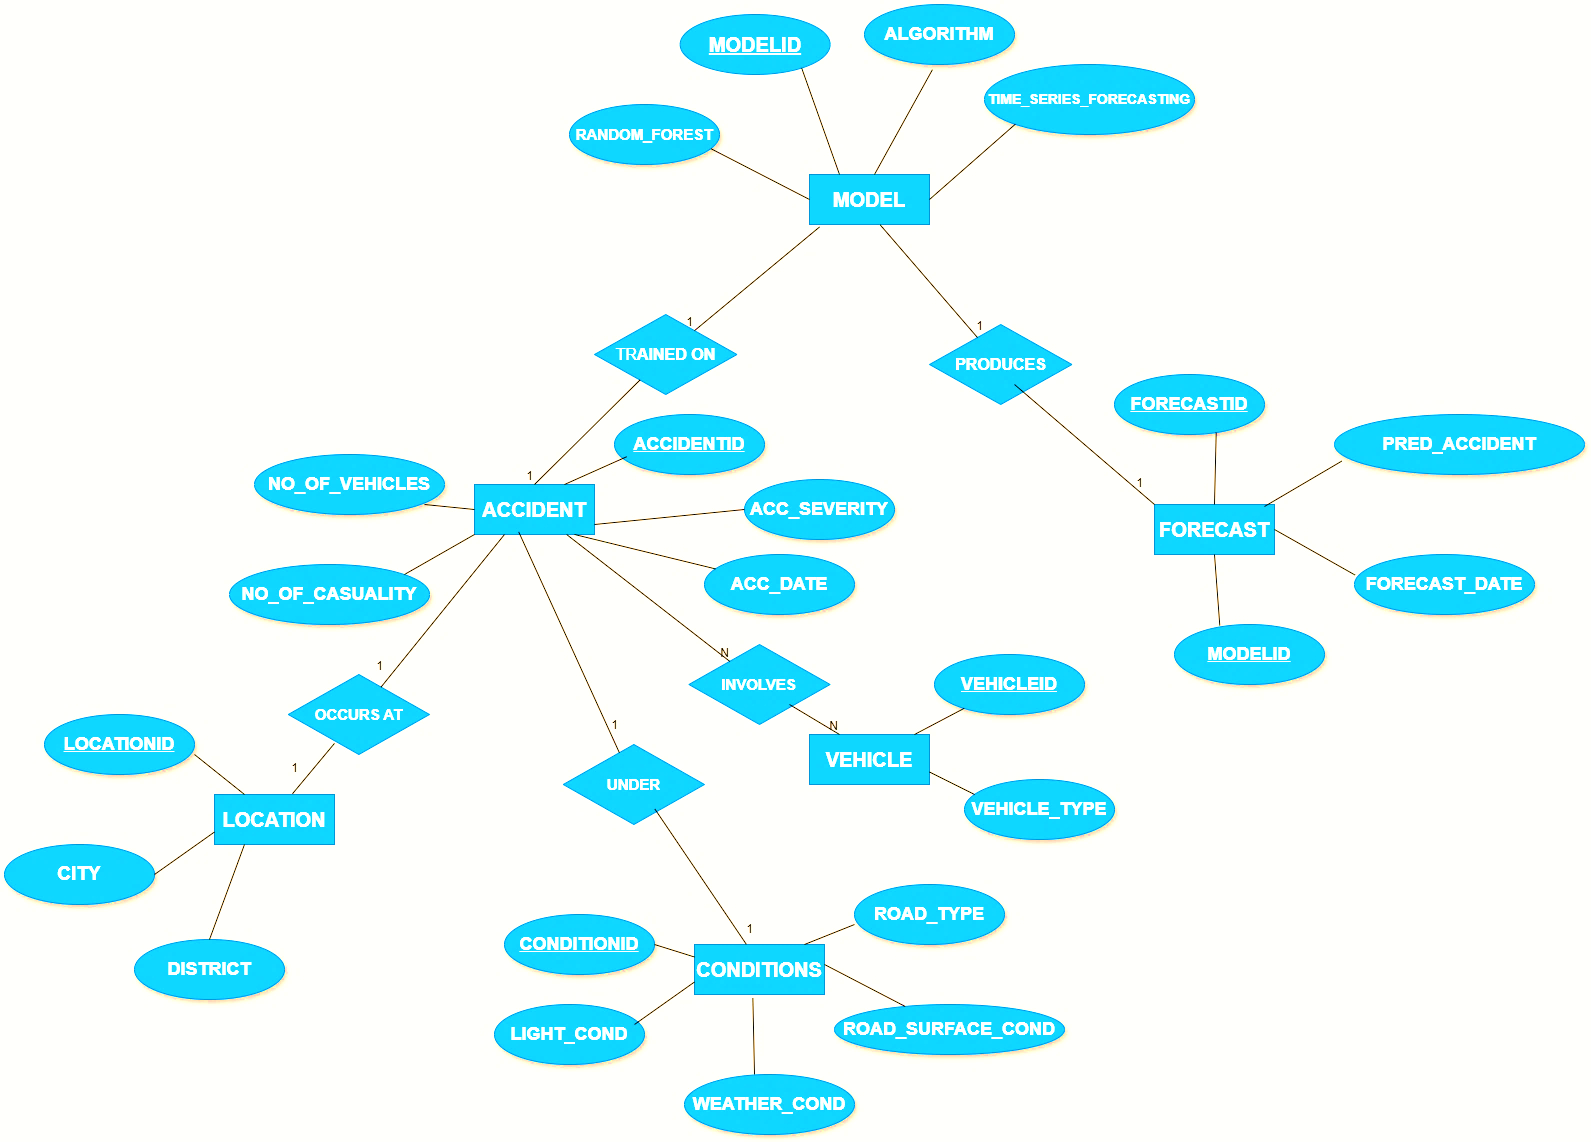 ALGORITHM
MODELID
TIME_SERIES_FORECASTING
RANDOM_FOREST
MODEL
1
1
TRAINED ON
PRODUCES
FORECASTID
ACCIDENTID
PRED_ACCIDENT
1
1
NO_OF_VEHICLES
ACCIDENT
ACC_SEVERITY
FORECAST
ACC_DATE
FORECAST_DATE
NO_OF_CASUALITY
N
MODELID
1
INVOLVES
VEHICLEID
OCCURS AT
1
N
LOCATIONID
VEHICLE
1
UNDER
VEHICLE_TYPE
LOCATION
CITY
ROAD_TYPE
1
CONDITIONID
DISTRICT
CONDITIONS
LIGHT_COND
ROAD_SURFACE_COND
WEATHER_COND